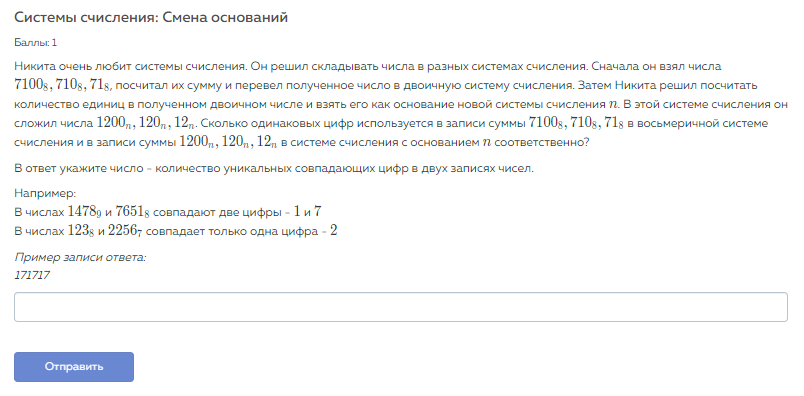 Системы счисления: Смена оснований
Баллы: 1
Никита очень любит системы счисления. Он решил складывать числа в разных системах счисления. Сначала он взял числа
7100₈, 710₈, 71₈, посчитал их сумму и перевел полученное число в двоичную систему счисления. Затем Никита решил посчитать
количество единиц в полученном двоичном числе и взять его как основание новой системы счисления n. В этой системе счисления он
сложил числа 1200ₙ, 120ₙ, 12ₙ. Сколько одинаковых цифр используется в записи суммы 7100₈, 710₈, 71₈ в восьмеричной системе
счисления и в записи суммы 1200ₙ, 120ₙ, 12ₙ в системе счисления с основанием n соответственно?
В ответ укажите число – количество уникальных совпадающих цифр в двух записях чисел.
Например:
В числах 1478₉ и 7651₈ совпадают две цифры – 1 и 7
В числах 123₈ и 2256₇ совпадает только одна цифра – 2
Пример записи ответа:
171717
Отправить